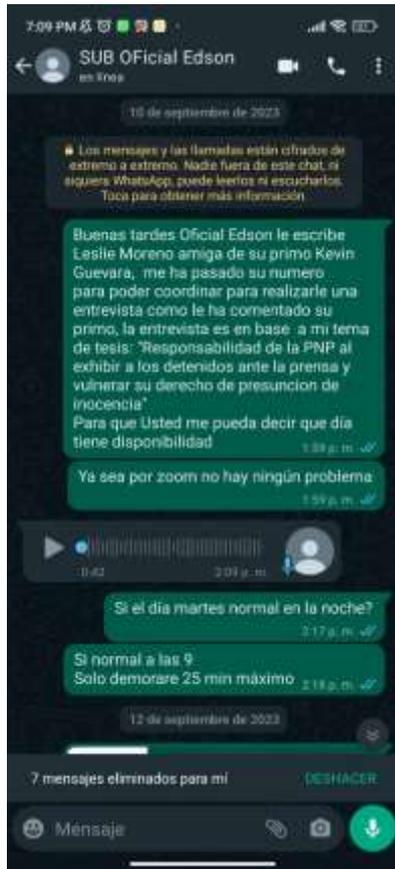 7:09 PM
SUB OFicial Edson
en línea
10 de septiembre de 2023
Los mensajes y las llamadas están cifrados de
extremo a extremo. Nadie fuera de este chat, ni
siquiera WhatsApp, puede leerlos ni escucharlos.
Toca para obtener más información
Buenas tardes Oficial Edson le escribe
Leslie Moreno amiga de su primo Kevin
Guevara, me ha pasado su numero
para poder coordinar para realizarle una
entrevista como le ha comentado su
primo, la entrevista es en base a mi tema
de tesis: "Responsabilidad de la PNP al
exhibir a los detenidos ante la prensa y
vulnerar su derecho de presuncion de
inocencia"
Para que Usted me pueda decir que día
tiene disponibilidad
1:59 p. m.
Ya sea por zoom no hay ningún problema
1:59 p. m.
0:42
2:09 p. m.
Si el día martes normal en la noche?
2:17 p. m.
Si normal a las 9
Solo demorare 25 min máximo
2:18 p. m.
12 de septiembre de 2023
7 mensajes eliminados para mí
DESHACER
Mensaje